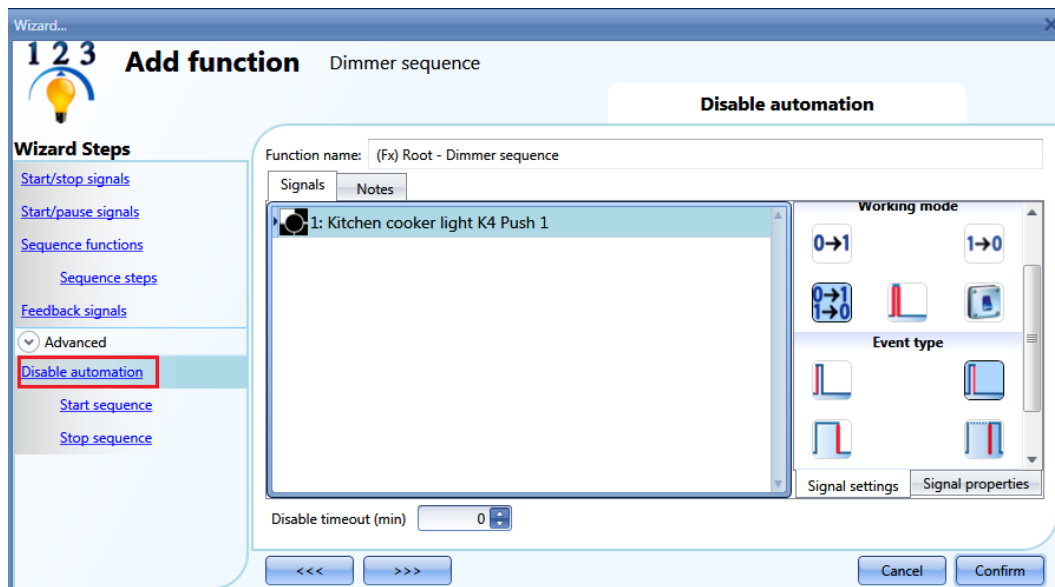 Wizard...
1 2 3
Add function Dimmer sequence
Disable automation
Wizard Steps
Start/stop signals
Start/pause signals
Sequence functions
Sequence steps
Feedback signals
Advanced
Disable automation
Start sequence
Stop sequence
Function name: (Fx) Root - Dimmer sequence
Signals Notes
1: Kitchen cooker light K4 Push 1
Working mode
0→1 1→0
0→1
1→0
Event type
Signal settings Signal properties
Disable timeout (min) 0
<<< >>> Cancel Confirm